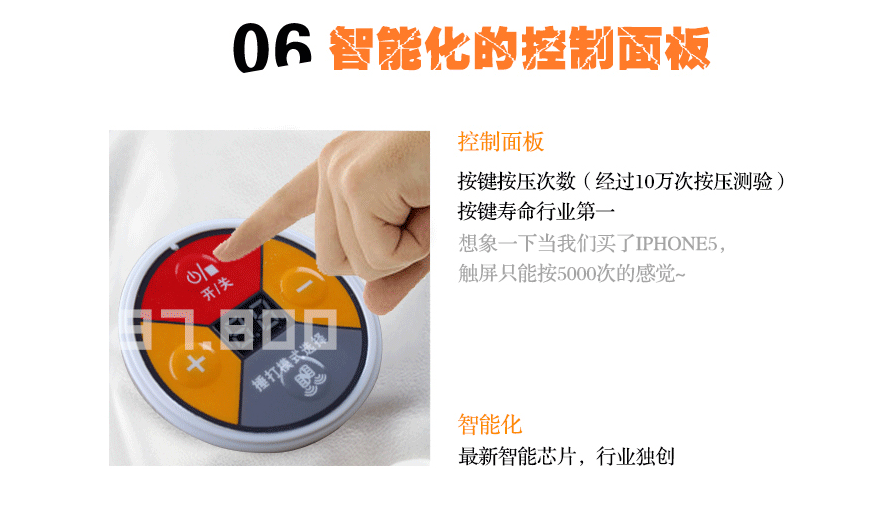 06 智能化的控制面板
控制面板
按键按压次数（经过10万次按压测验）
按键寿命行业第一
想象一下当我们买了IPHONE5，
触屏只能按5000次的感觉~
开/关
－
97.800
+
捶打模式选择
智能化
最新智能芯片，行业独创